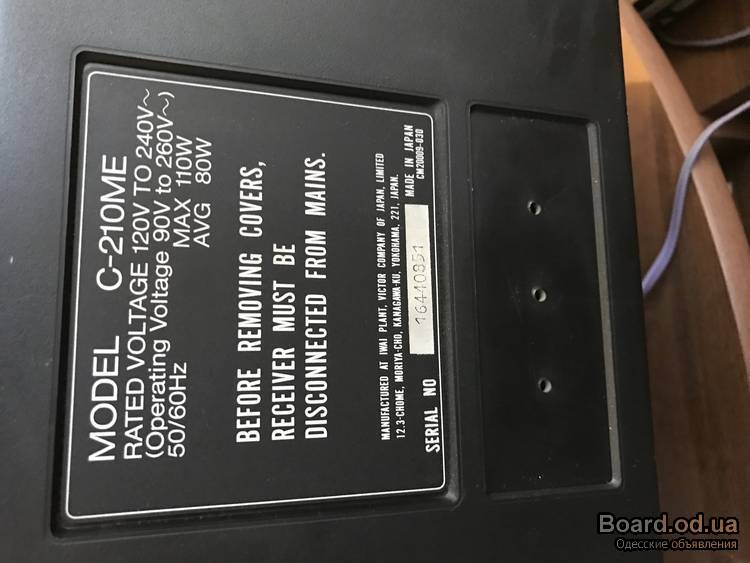 MODEL C-210ME
RATED VOLTAGE 120V TO 240V~
(Operating Voltage 90V to 260V~)
50/60Hz MAX 110W
AVG 80W
BEFORE REMOVING COVERS,
RECEIVER MUST BE
DISCONNECTED FROM MAINS.
MANUFACTURED AT IWAI PLANT, VICTOR COMPANY OF JAPAN, LIMITED
12.3-CHOME, MORIYA-CHO, KANAGAWA-KU, YOKOHAMA, 221, JAPAN.
SERIAL NO 16410851 MADE IN JAPAN
CM20009-030
Board.od.ua
Одесские объявления